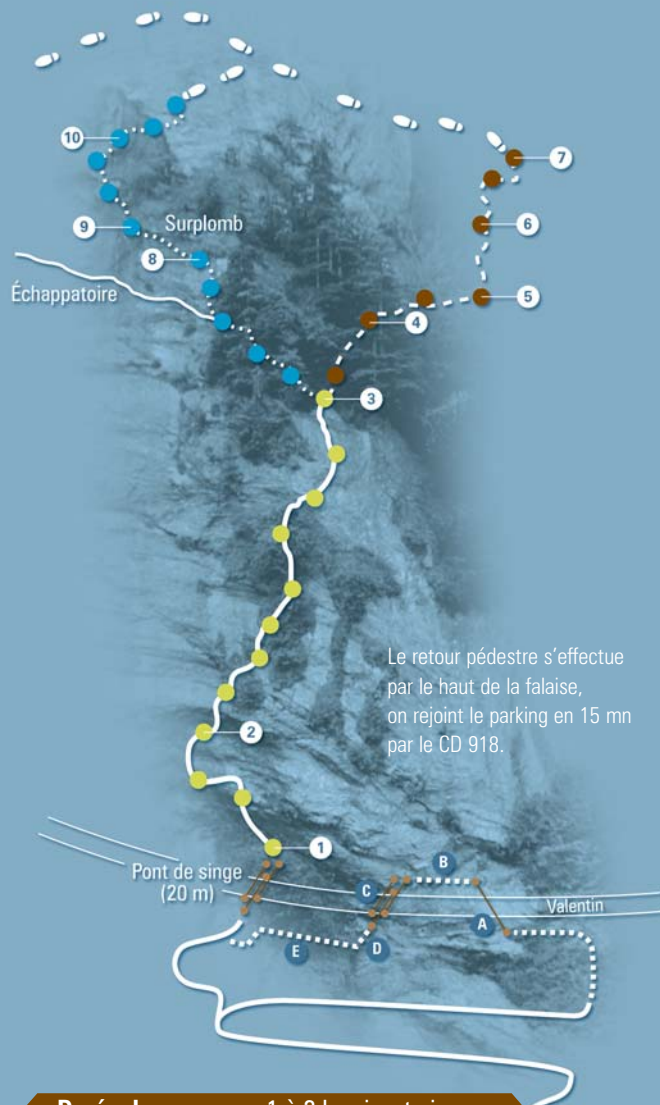 10
7
9
Surplomb
6
8
Échappatoire
5
4
3
Le retour pédestre s'effectue
par le haut de la falaise,
on rejoint le parking en 15 mn
par le CD 918.
2
1
Pont de singe
(20 m)
B
C
Valentin
A
E
D